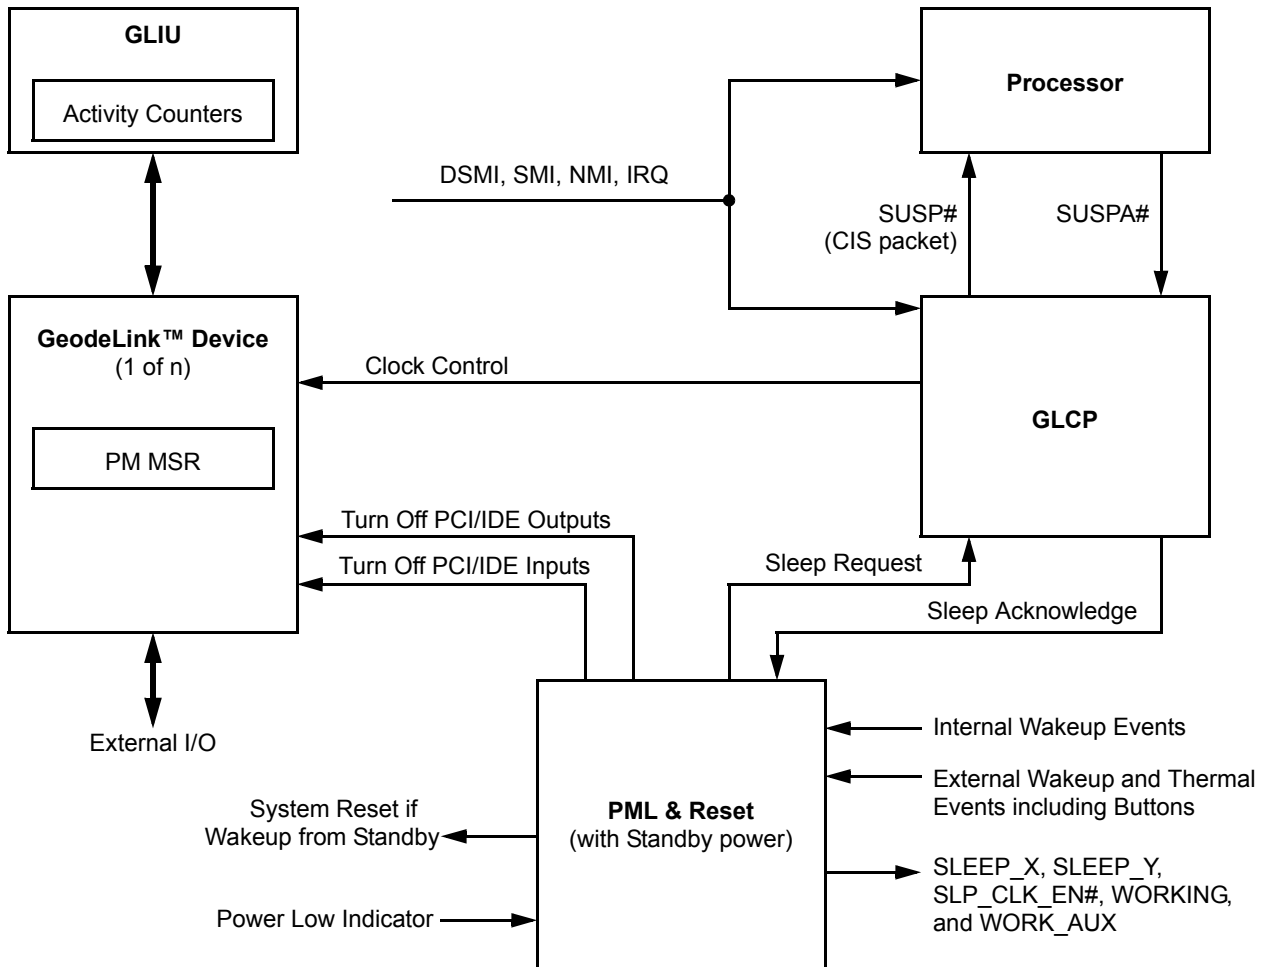 GLIU
Activity Counters
Processor
DSMI, SMI, NMI, IRQ
SUSP#
(CIS packet)
SUSPA#
GeodeLink™ Device
(1 of n)
PM MSR
Clock Control
GLCP
Turn Off PCI/IDE Outputs
Turn Off PCI/IDE Inputs
Sleep Request
Sleep Acknowledge
External I/O
Internal Wakeup Events
External Wakeup and Thermal
Events including Buttons
System Reset if
Wakeup from Standby
PML & Reset
(with Standby power)
SLEEP_X, SLEEP_Y,
SLP_CLK_EN#, WORKING,
and WORK_AUX
Power Low Indicator